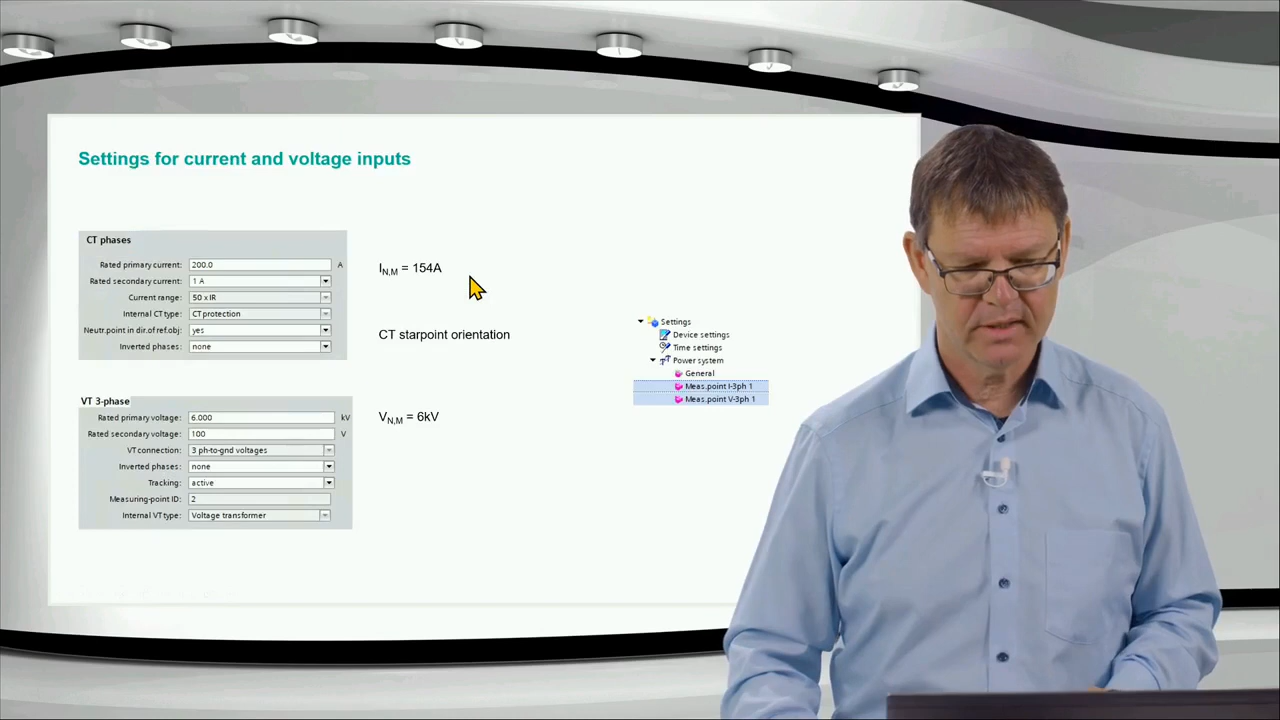 Settings for current and voltage inputs
CT phases
Rated primary current: 200.0 A
Rated secondary current: 1 A
Current range: 50 x IR
Internal CT type: CT protection
Neutr.point in dir.of ref.obj: yes
Inverted phases: none
IN,M = 154A
CT starpoint orientation
VT 3-phase
Rated primary voltage: 6.000 kV
Rated secondary voltage: 100 V
VT connection: 3 ph-to-gnd voltages
Inverted phases: none
Tracking: active
Measuring-point ID: 2
Internal VT type: Voltage transformer
VN,M = 6kV
Settings
Device settings
Time settings
Power system
General
Meas.point I-3ph 1
Meas.point V-3ph 1